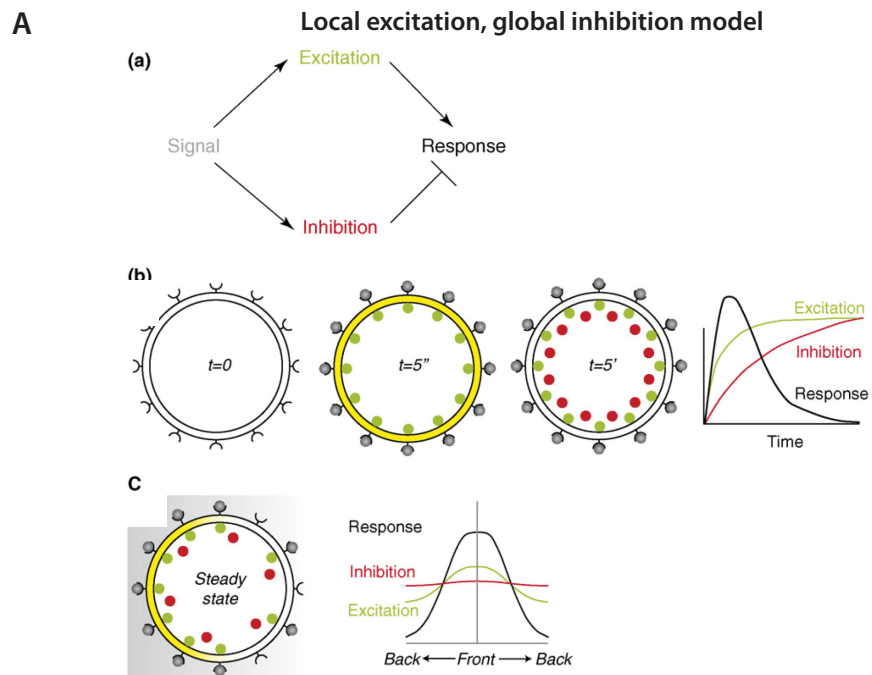 A
Local excitation, global inhibition model
(a)
Excitation
Signal
Response
Inhibition
(b)
t=0
t=5”
t=5’
Excitation
Inhibition
Response
Time
C
Steady
state
Response
Inhibition
Excitation
Back
Front
Back